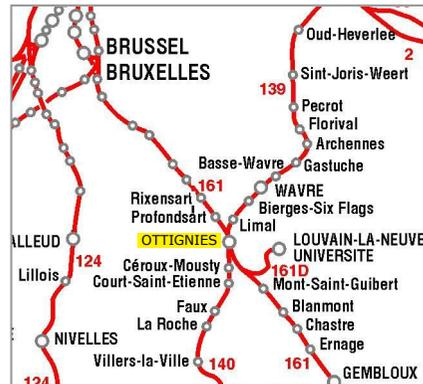 Oud-Heverlee
2
BRUSSEL
BRUXELLES
Sint-Joris-Weert
139
Pecrot
Florival
Archennes
Basse-Wavre
Gastuche
161
WAVRE
Rixensart
Bierges-Six Flags
Profondsart
Limal
OTTIGNIES
LOUVAIN-LA-NEUVE
UNIVERSITE
ALLEUD
124
Céroux-Mousty
161D
Lillois
Court-Saint-Etienne
Mont-Saint-Guibert
Faux
Blanmont
La Roche
Chastre
NIVELLES
Ernage
Villers-la-Ville
140
161
GEMBLOUX
124